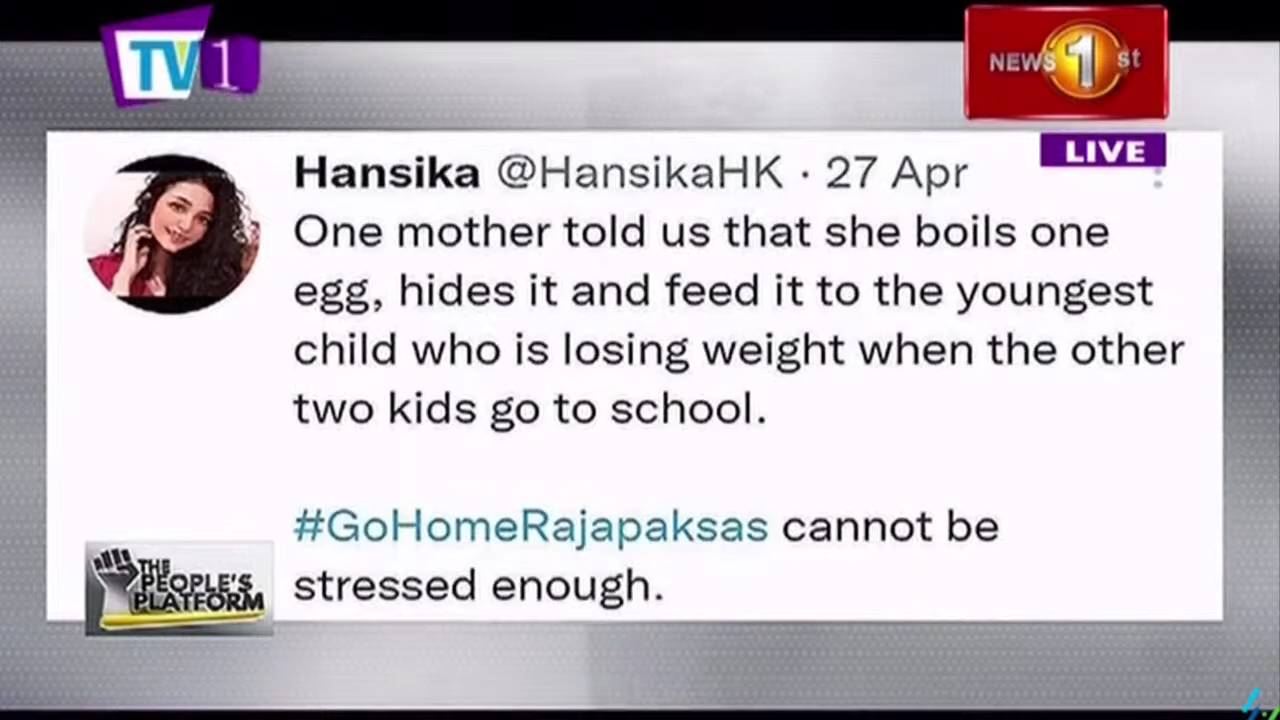 TV1
NEWS 1st
LIVE
Hansika @HansikaHK · 27 Apr
One mother told us that she boils one
egg, hides it and feed it to the youngest
child who is losing weight when the other
two kids go to school.
#GoHomeRajapaksas cannot be
stressed enough.
THE
PEOPLE'S
PLATFORM